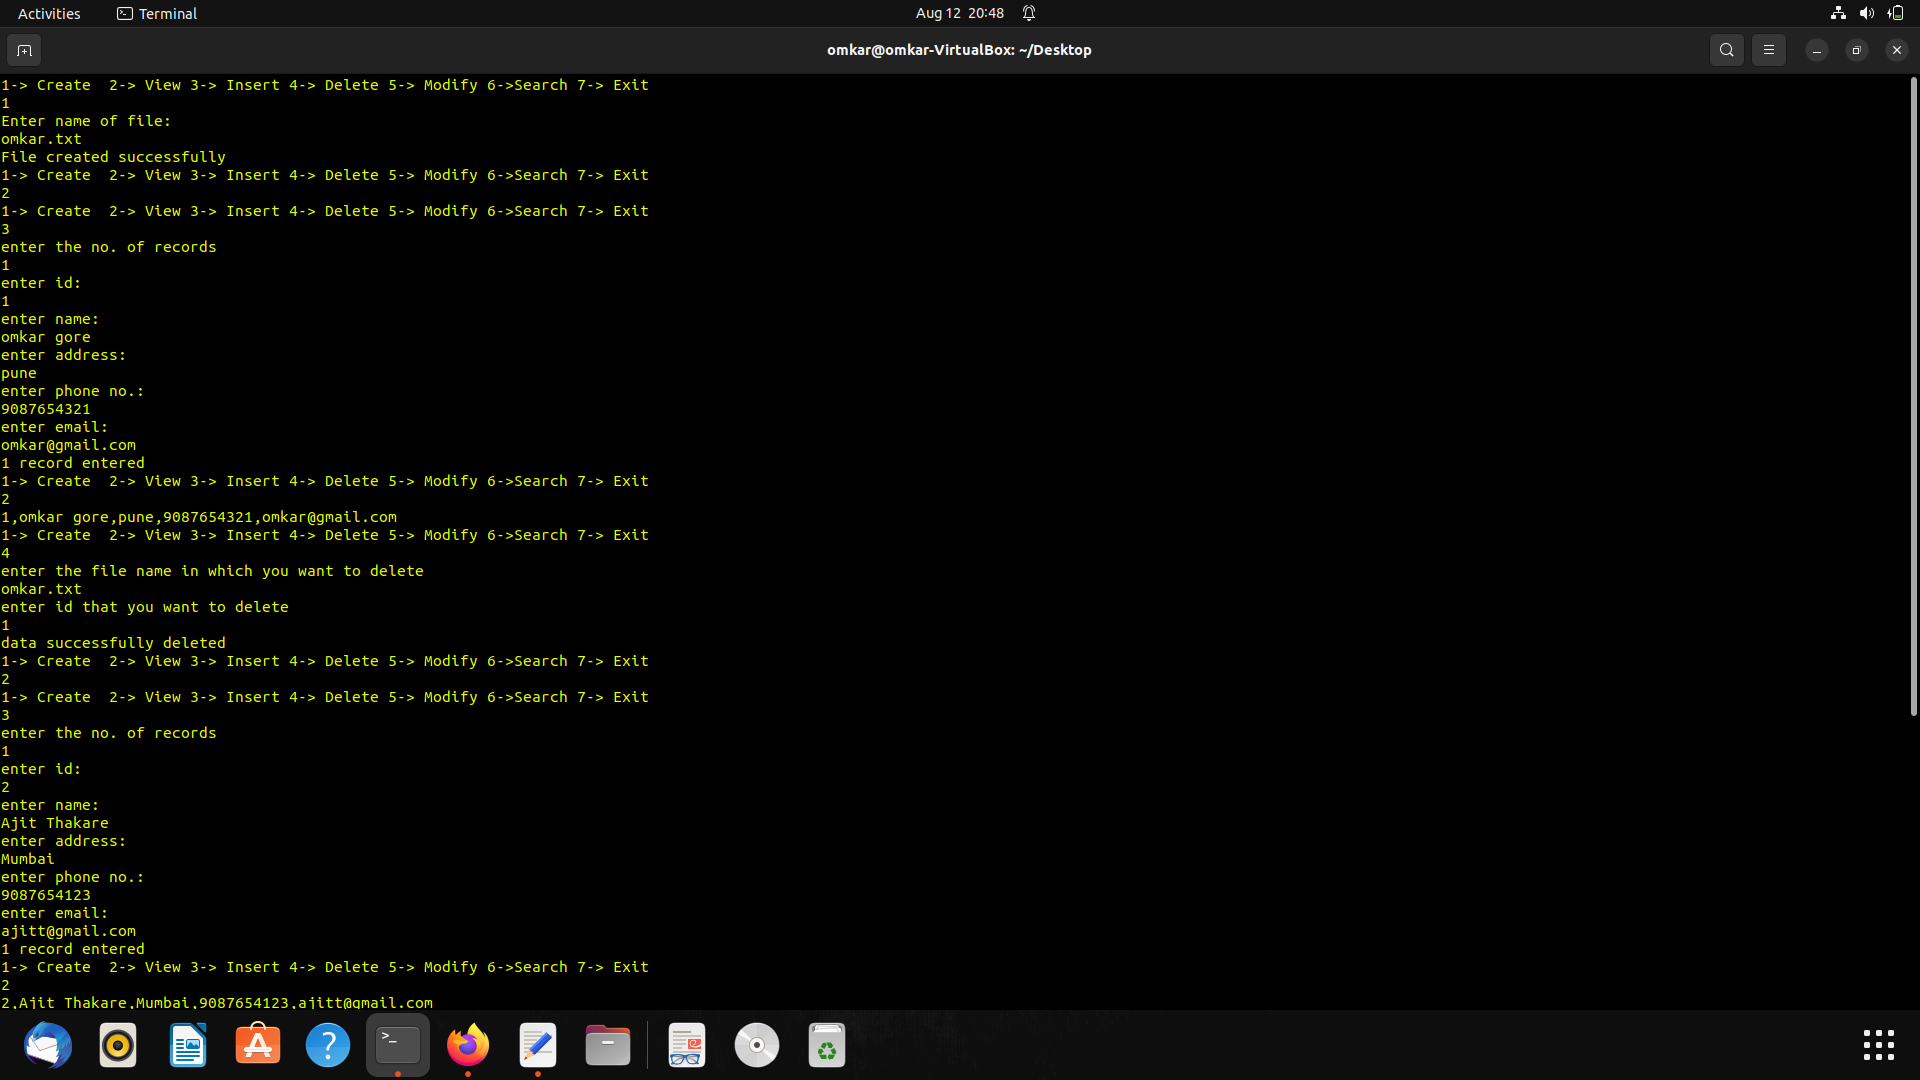 Activities Terminal Aug 12 20:48
omkar@omkar-VirtualBox: ~/Desktop
1-> Create  2-> View 3-> Insert 4-> Delete 5-> Modify 6->Search 7-> Exit
1
Enter name of file:
omkar.txt
File created successfully
1-> Create  2-> View 3-> Insert 4-> Delete 5-> Modify 6->Search 7-> Exit
2
1-> Create  2-> View 3-> Insert 4-> Delete 5-> Modify 6->Search 7-> Exit
3
enter the no. of records
1
enter id:
1
enter name:
omkar gore
enter address:
pune
enter phone no.:
9087654321
enter email:
omkar@gmail.com
1 record entered
1-> Create  2-> View 3-> Insert 4-> Delete 5-> Modify 6->Search 7-> Exit
2
1,omkar gore,pune,9087654321,omkar@gmail.com
1-> Create  2-> View 3-> Insert 4-> Delete 5-> Modify 6->Search 7-> Exit
4
enter the file name in which you want to delete
omkar.txt
enter id that you want to delete
1
data successfully deleted
1-> Create  2-> View 3-> Insert 4-> Delete 5-> Modify 6->Search 7-> Exit
2
1-> Create  2-> View 3-> Insert 4-> Delete 5-> Modify 6->Search 7-> Exit
3
enter the no. of records
1
enter id:
2
enter name:
Ajit Thakare
enter address:
Mumbai
enter phone no.:
9087654123
enter email:
ajitt@gmail.com
1 record entered
1-> Create  2-> View 3-> Insert 4-> Delete 5-> Modify 6->Search 7-> Exit
2
2,Ajit Thakare,Mumbai,9087654123,ajitt@gmail.com